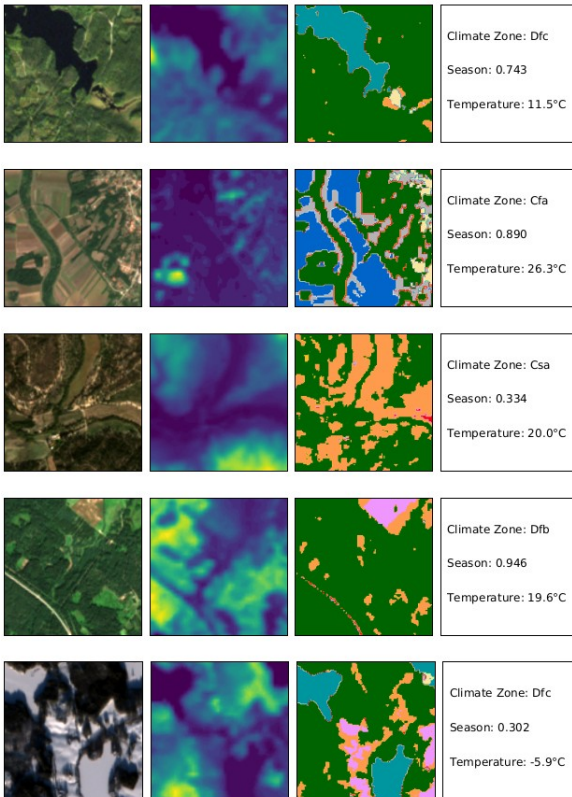 Climate Zone: Dfc
Season: 0.743
Temperature: 11.5°C
Climate Zone: Cfa
Season: 0.890
Temperature: 26.3°C
Climate Zone: Csa
Season: 0.334
Temperature: 20.0°C
Climate Zone: Dfb
Season: 0.946
Temperature: 19.6°C
Climate Zone: Dfc
Season: 0.302
Temperature: -5.9°C